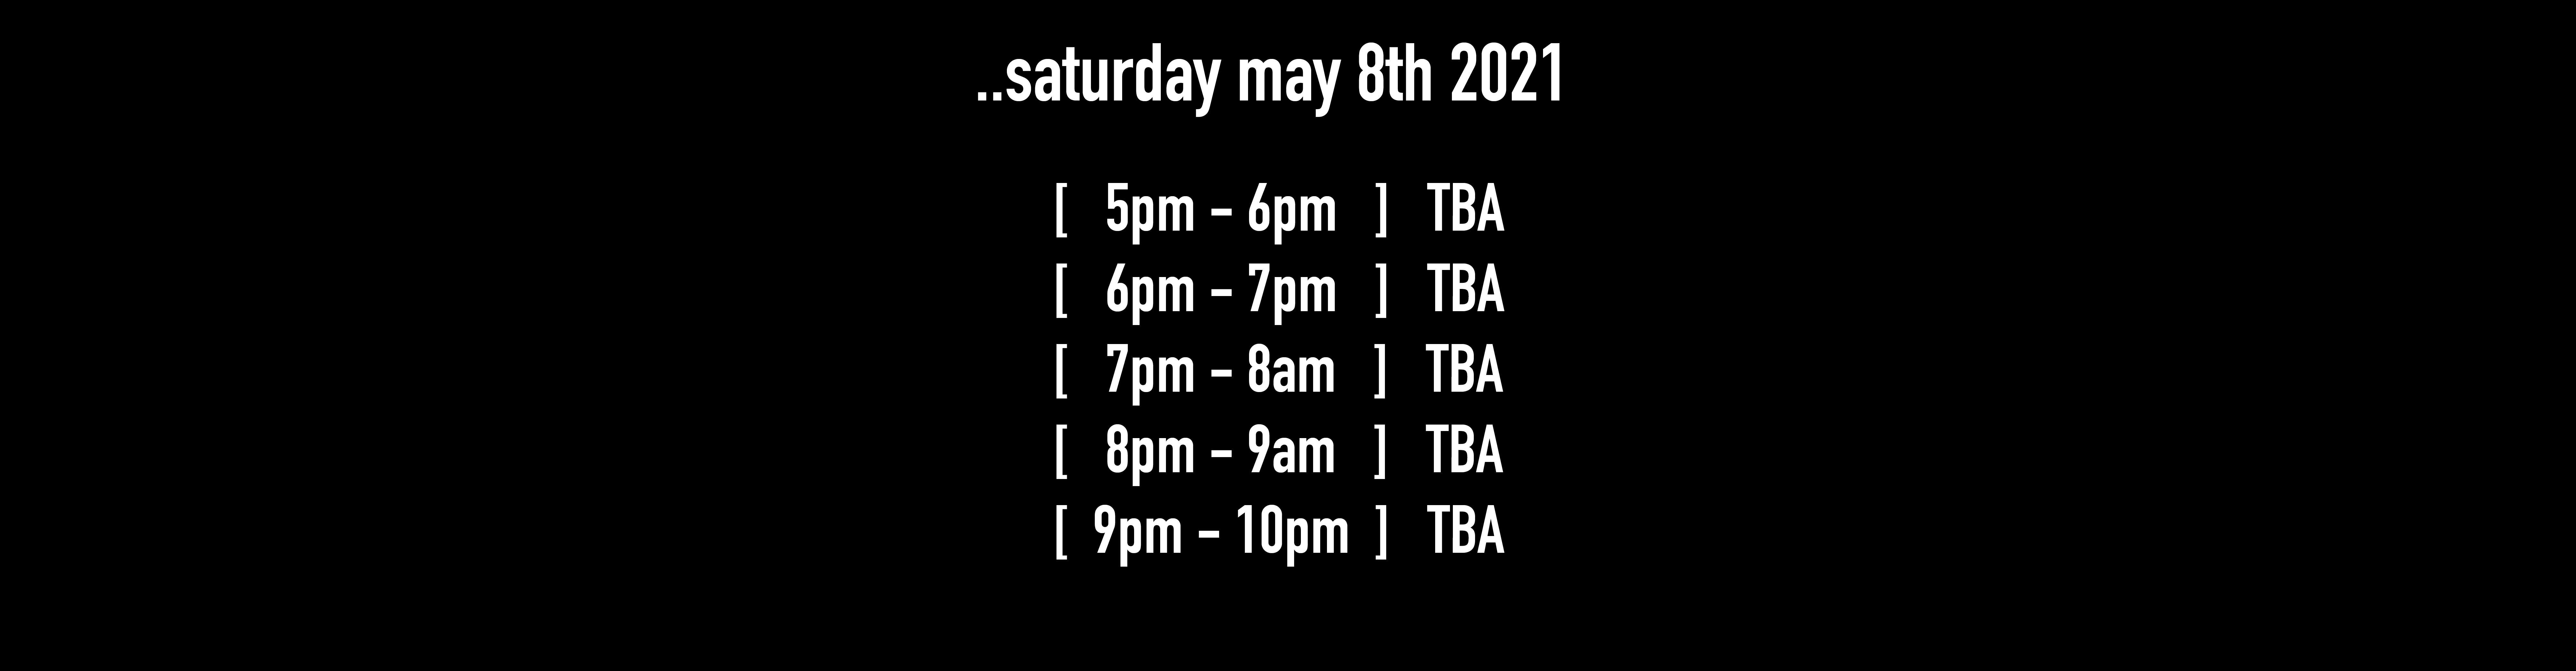 ..saturday may 8th 2021
[ 5pm – 6pm ] TBA
[ 6pm – 7pm ] TBA
[ 7pm – 8am ] TBA
[ 8pm – 9am ] TBA
[ 9pm – 10pm ] TBA